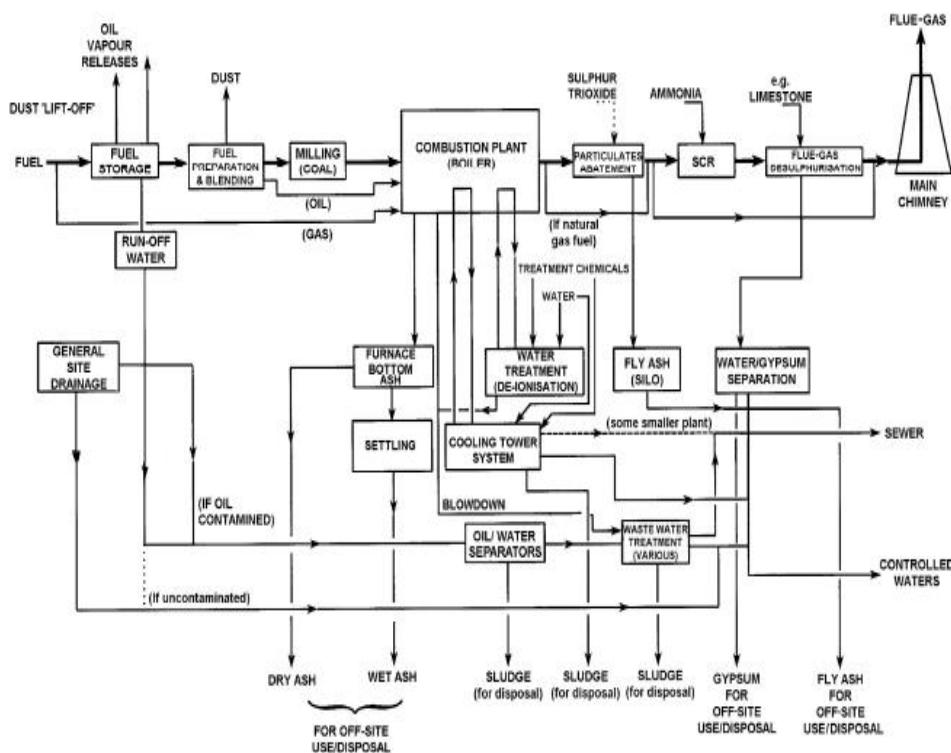 FLUE-GAS
OIL
VAPOUR
RELEASES
DUST
SULPHUR
TRIOXIDE
AMMONIA
e.g.
LIMESTONE
DUST 'LIFT-OFF'
FUEL
FUEL
STORAGE
FUEL
PREPARATION
& BLENDING
MILLING
(COAL)
COMBUSTION PLANT
(BOILER)
PARTICULATES
ABATEMENT
SCR
FLUE-GAS
DESULPHURISATION
MAIN
CHIMNEY
(OIL)
(GAS)
(If natural
gas fuel)
RUN-OFF
WATER
TREATMENT CHEMICALS
WATER
GENERAL
SITE
DRAINAGE
FURNACE
BOTTOM
ASH
WATER
TREATMENT
(DE-IONISATION)
FLY ASH
(SILO)
WATER/GYPSUM
SEPARATION
SETTLING
COOLING TOWER
SYSTEM
(some smaller plant)
SEWER
(IF OIL
CONTAMINED)
BLOWDOWN
OIL/ WATER
SEPARATORS
WASTE WATER
TREATMENT
(VARIOUS)
CONTROLLED
WATERS
(If uncontaminated)
DRY ASH
WET ASH
SLUDGE
(for disposal)
SLUDGE
(for disposal)
SLUDGE
(for disposal)
GYPSUM
FOR
OFF-SITE
USE/DISPOSAL
FLY ASH
FOR
OFF-SITE
USE/DISPOSAL
FOR OFF-SITE
USE/DISPOSAL